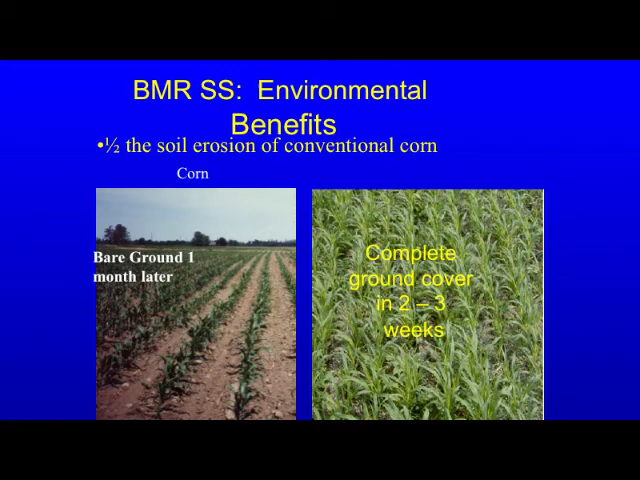 BMR SS:  Environmental
Benefits
•½ the soil erosion of conventional corn
Corn
Bare Ground 1
month later
Complete
ground cover
in 2 – 3
weeks